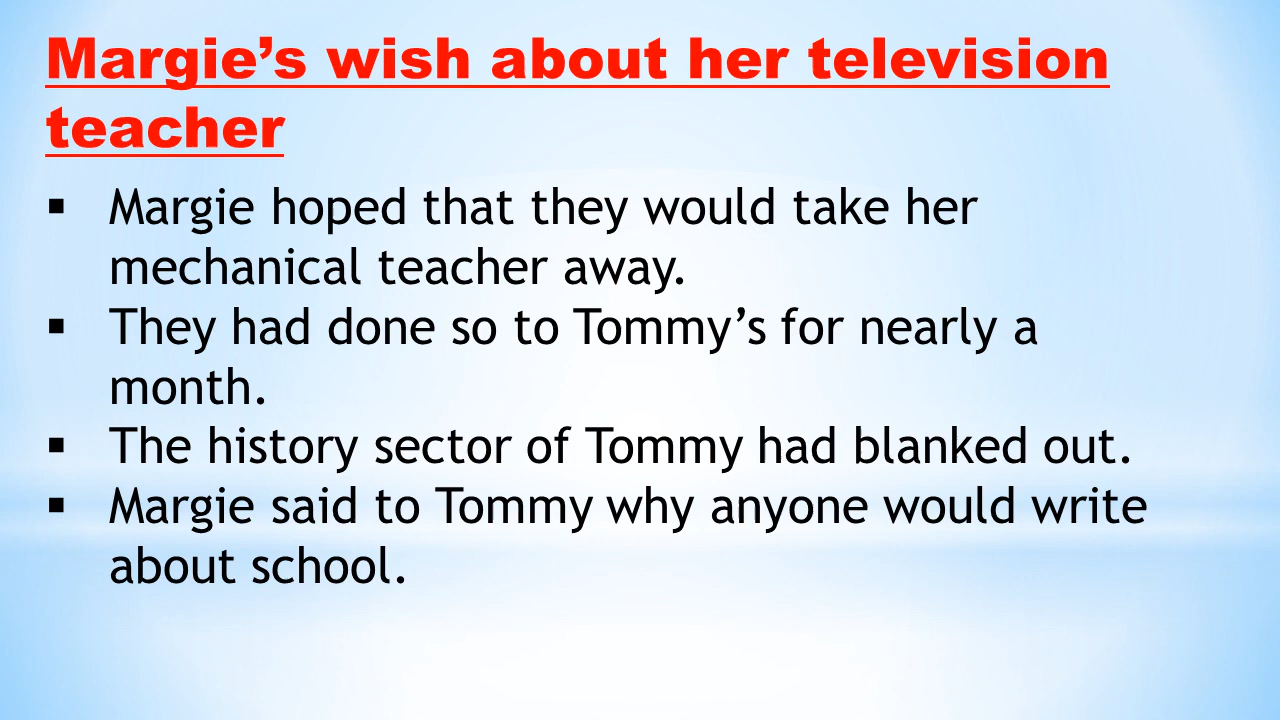 Margie’s wish about her television
teacher
▪ Margie hoped that they would take her
mechanical teacher away.
▪ They had done so to Tommy’s for nearly a
month.
▪ The history sector of Tommy had blanked out.
▪ Margie said to Tommy why anyone would write
about school.